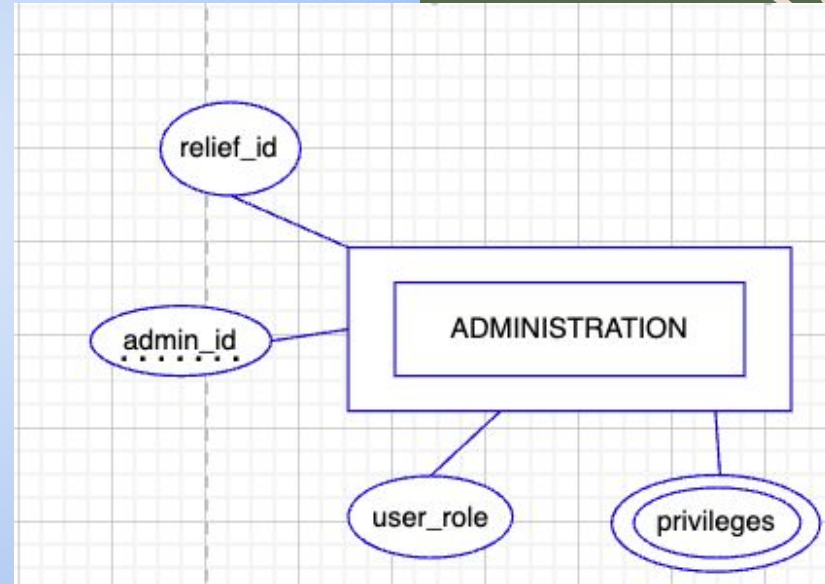 relief_id
admin_id
ADMINISTRATION
user_role
privileges